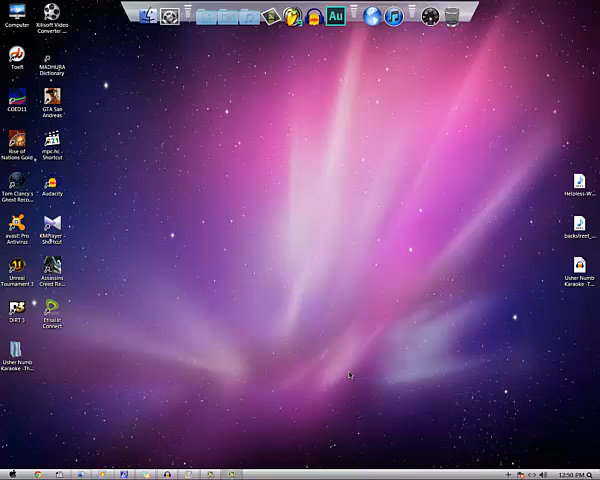 Computer
Xilisoft Video
Converter ...
Toefl
MADHURA
Dictionary
COED11
GTA San
Andreas
Rise of
Nations Gold
mpc-hc -
Shortcut
Tom Clancy's
Ghost Reco...
Audacity
avast! Pro
Antivirus
KMPlayer -
Shortcut
Unreal
Tournament 3
Assassins
Creed Re...
DiRT 3
Etisalat
Connect
Usher Numb
Karaoke -Th...
Au
Helpless-W...
backstreet_...
Usher Numb
Karaoke -T...
12:50 PM